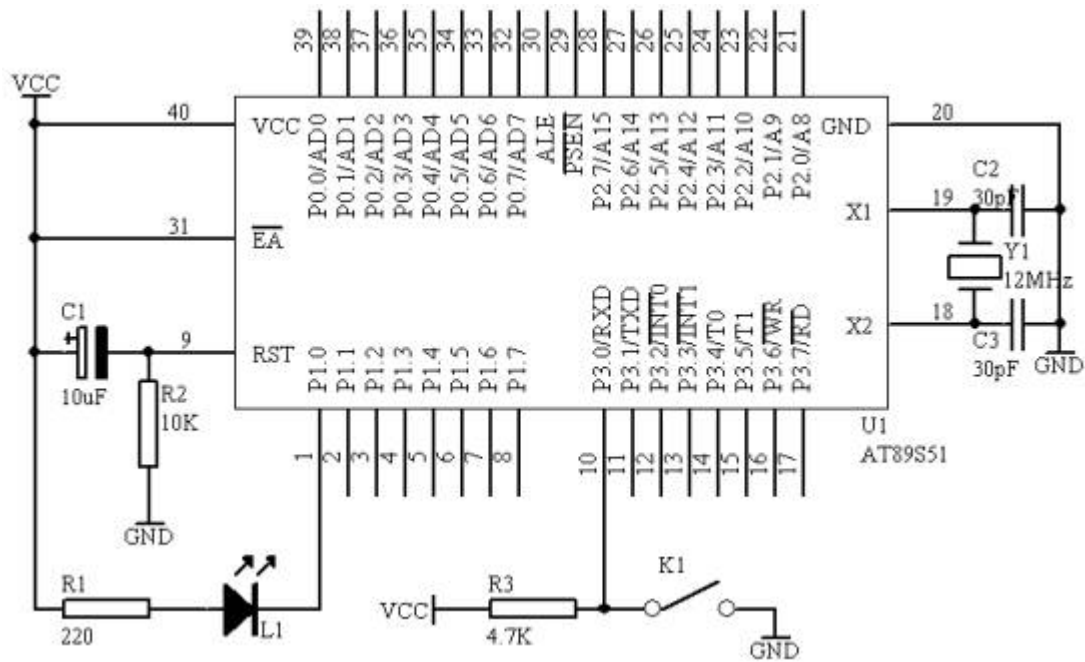 39
38
37
36
35
34
33
32
30
29
28
27
26
25
24
23
22
21
VCC
40
VCC
P0.0/AD0
P0.1/AD1
P0.2/AD2
P0.3/AD3
P0.4/AD4
P0.5/AD5
P0.6/AD6
P0.7/AD7
ALE
PSEN
P2.7/A15
P2.6/A14
P2.5/A13
P2.4/A12
P2.3/A11
P2.2/A10
P2.1/A9
P2.0/A8
GND
20
C2
30pF
31
EA
X1
19
Y1
12MHz
C1
10uF
9
RST
X2
18
C3
30pF
GND
P1.0
P1.1
P1.2
P1.3
P1.4
P1.5
P1.6
P1.7
P3.0/RXD
P3.1/TXD
P3.2/INT0
P3.3/INT1
P3.4/T0
P3.5/T1
P3.6/WR
P3.7/RD
R2
10K
GND
U1
AT89S51
1
2
3
4
5
6
7
8
10
11
12
13
14
15
16
17
R1
220
L1
VCC
R3
4.7K
K1
GND